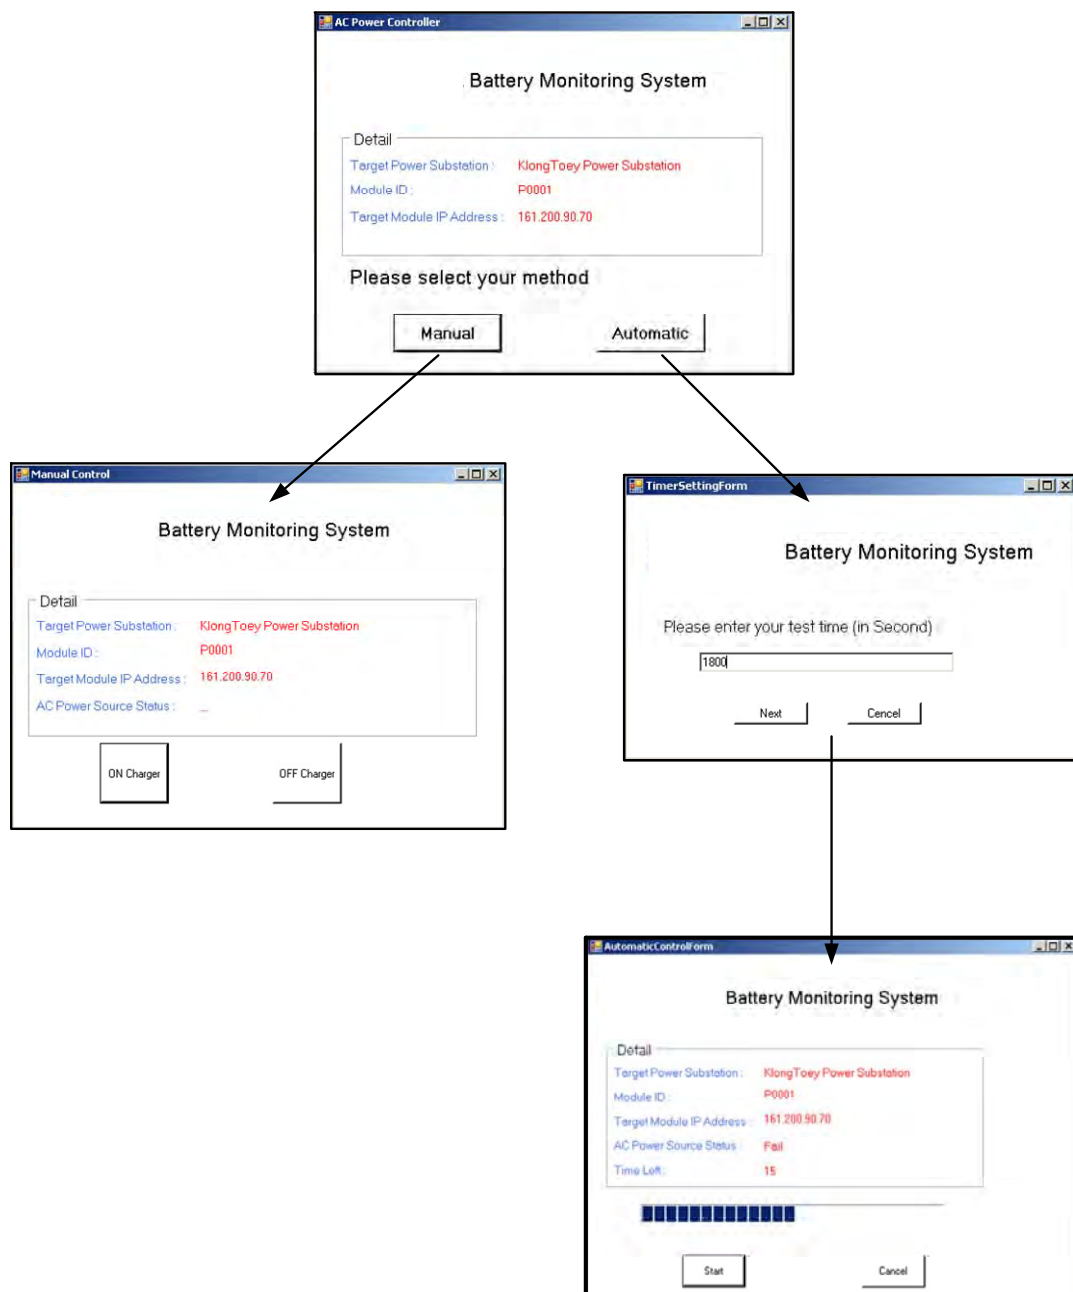 AC Power Controller
Battery Monitoring System
Detail
Target Power Substation :
KlongToey Power Substation
Module ID :
P0001
Target Module IP Address :
161.200.90.70
Please select your method
Manual
Automatic
Manual Control
Battery Monitoring System
Detail
Target Power Substation :
KlongToey Power Substation
Module ID :
P0001
Target Module IP Address :
161.200.90.70
AC Power Source Status :
_
ON Charger
OFF Charger
TimerSettingForm
Battery Monitoring System
Please enter your test time (in Second)
1800
Next
Cencel
AutomaticControlForm
Battery Monitoring System
Detail
Target Power Substation :
KlongToey Power Substation
Module ID :
P0001
Target Module IP Address :
161.200.90.70
AC Power Source Status :
Fail
Time Left :
15
Start
Cancel